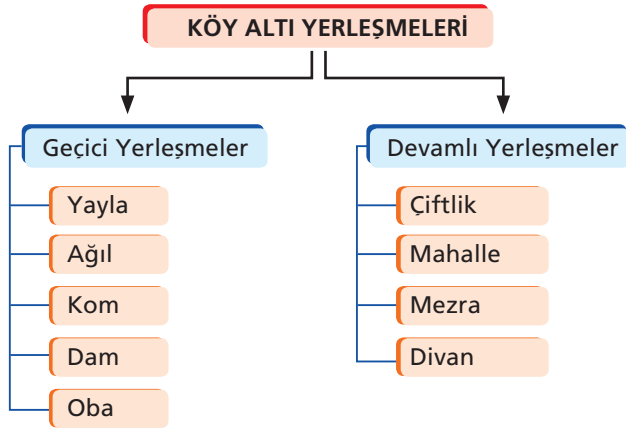 KÖY ALTI YERLEŞMELERİ
Geçici Yerleşmeler
Yayla
Ağıl
Kom
Dam
Oba
Devamlı Yerleşmeler
Çiftlik
Mahalle
Mezra
Divan